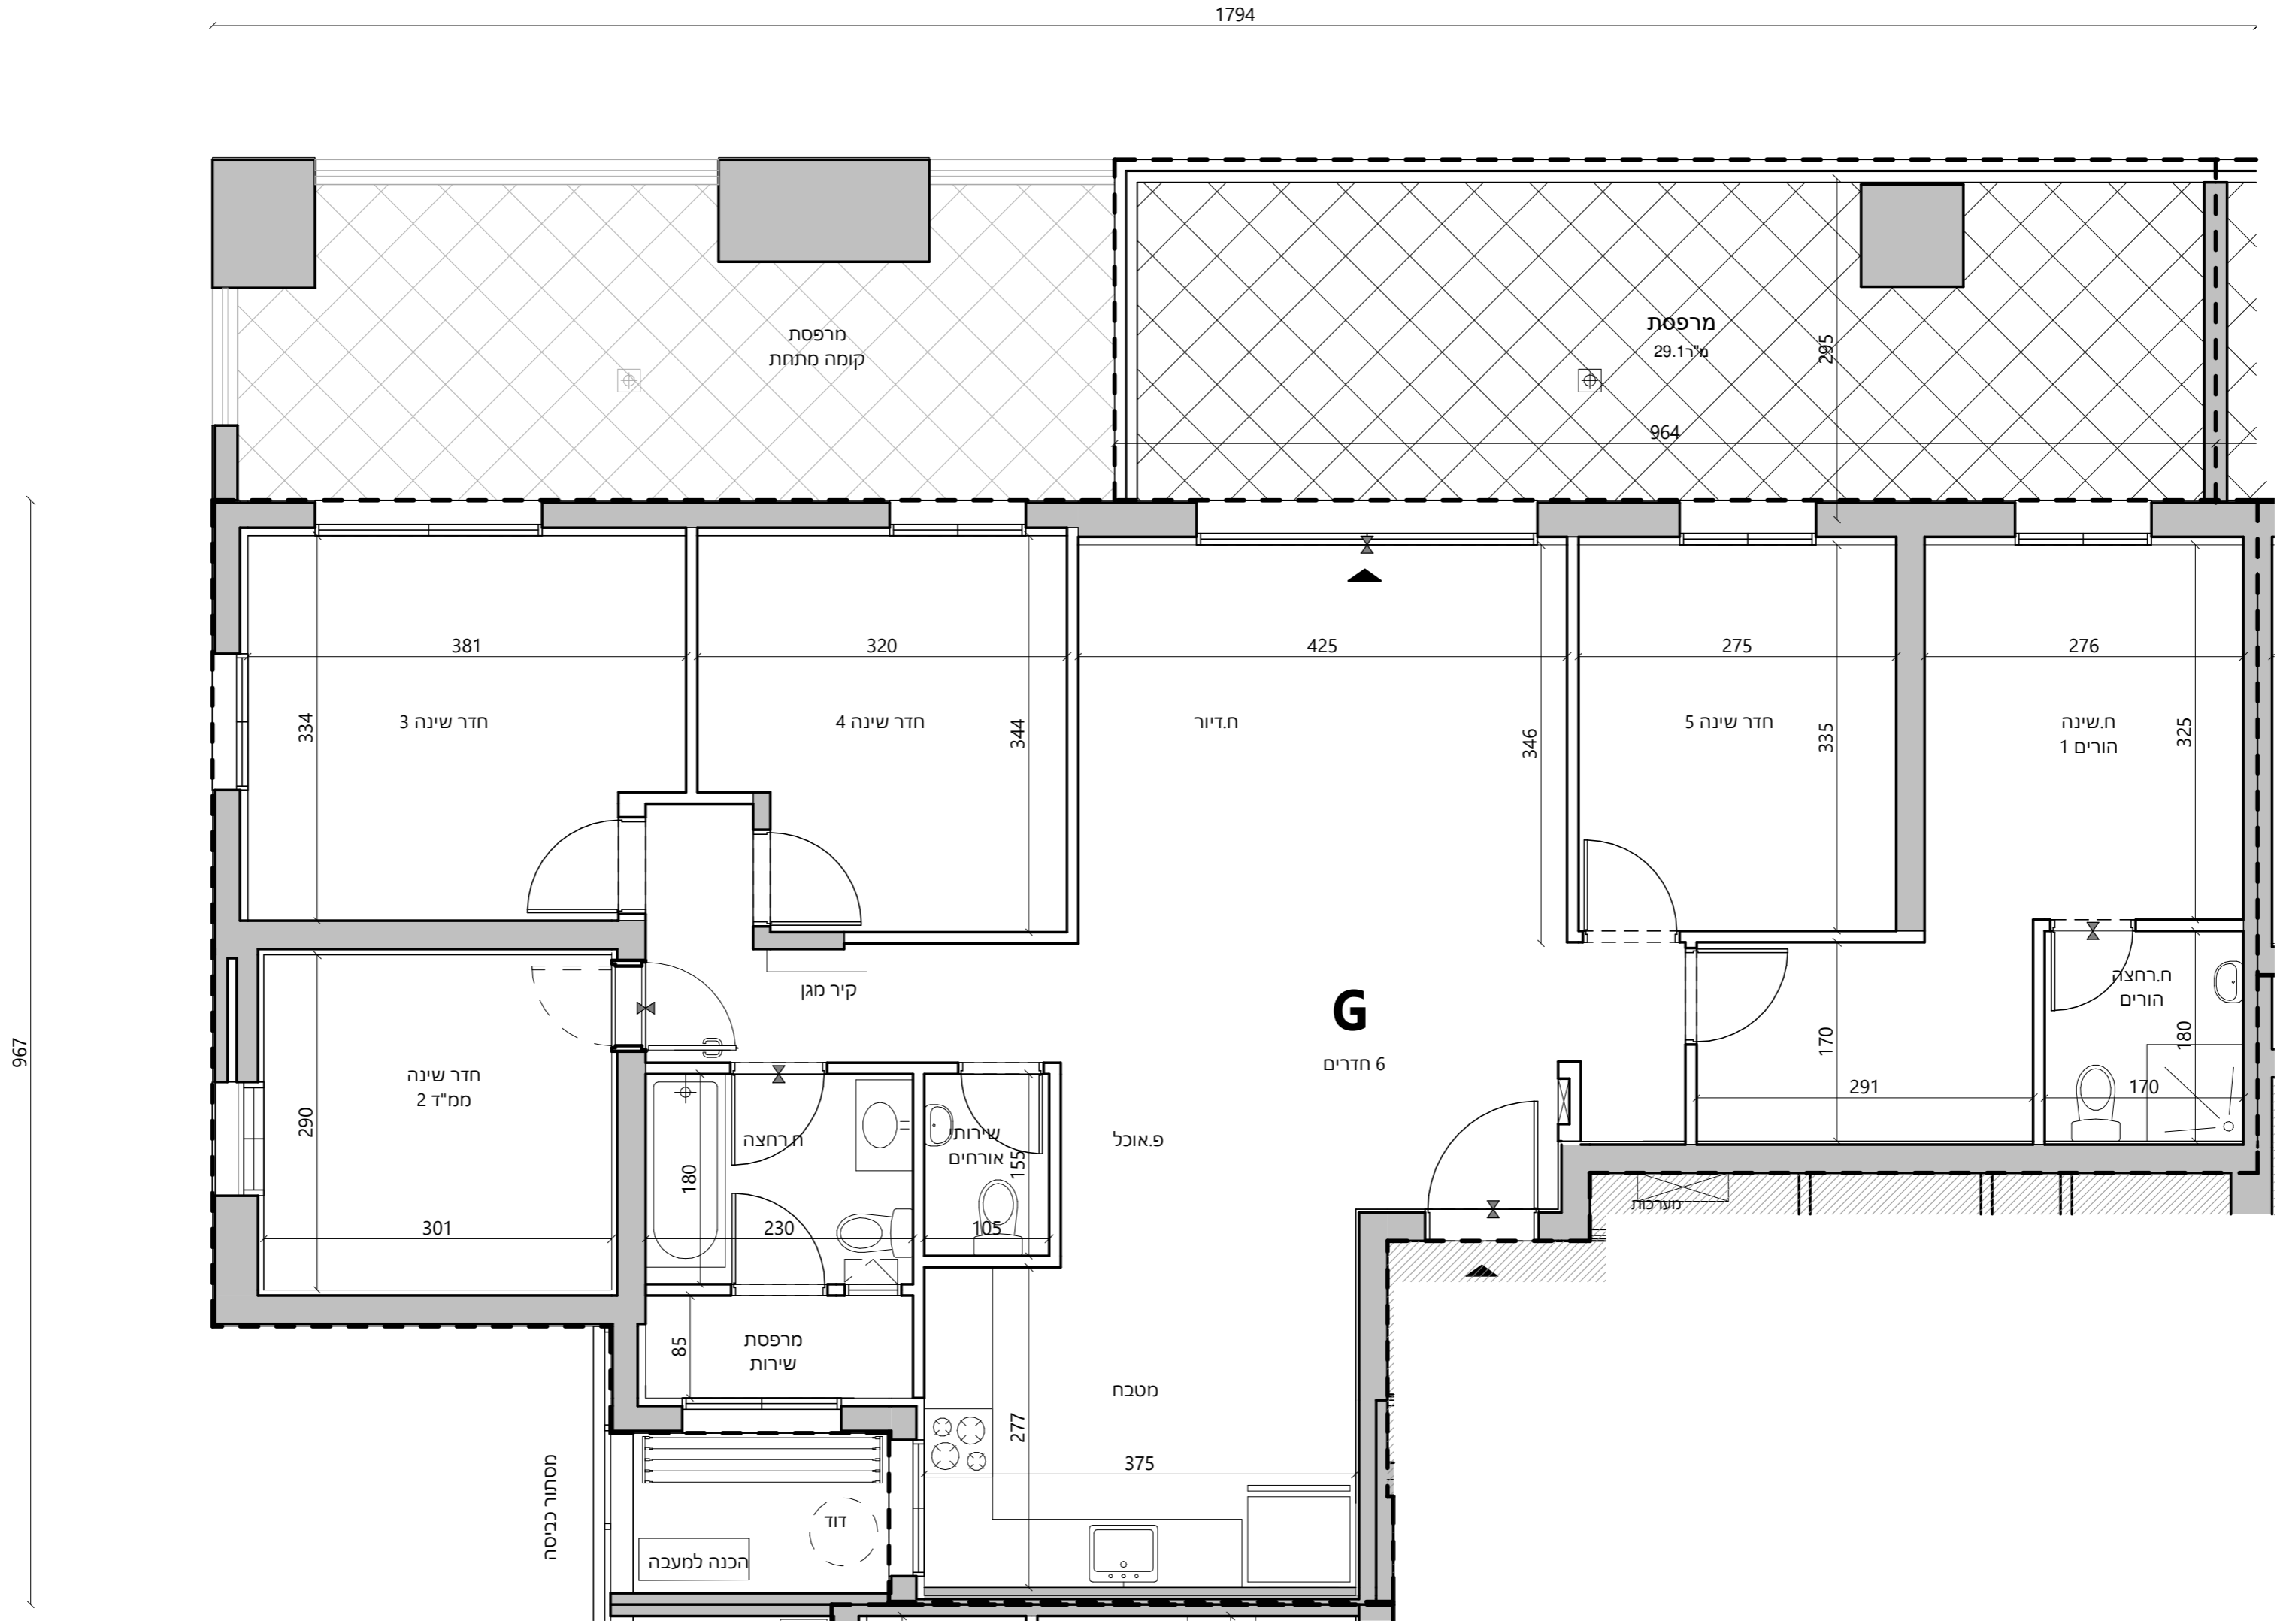 1794
מרפסת
מ"ר29.1
295
מרפסת
קומה מתחת
964
381
320
425
275
276
חדר שינה 3
334
חדר שינה 4
344
ח.דיור
346
חדר שינה 5
335
ח.שינה
הורים 1
325
קיר מגן
G
6 חדרים
ח.רחצה
הורים
180
170
170
291
967
חדר שינה
ממ"ד 2
290
301
ח.רחצה
180
230
שירותי
אורחים
155
105
פ.אוכל
מערכות
מרפסת
שירות
85
מטבח
277
375
מסתור כביסה
דוד
הכנה למעבה